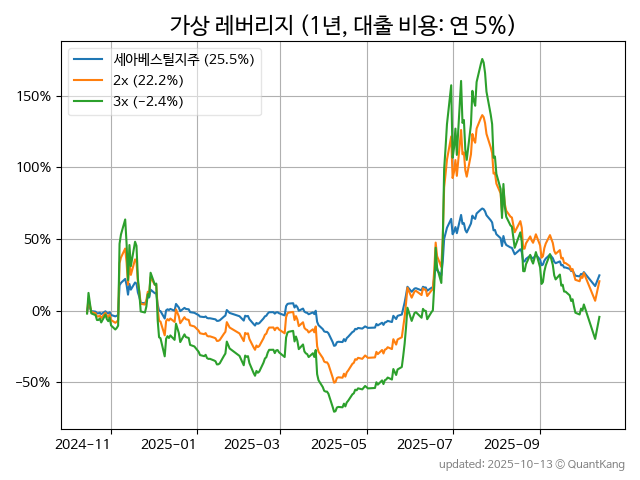 가상 레버리지 (1년, 대출 비용: 연 5%)
세아베스틸지주 (25.5%)
2x (22.2%)
3x (-2.4%)
150%
100%
50%
0%
−50%
2024-11 2025-01 2025-03 2025-05 2025-07 2025-09
updated: 2025-10-13 © QuantKang